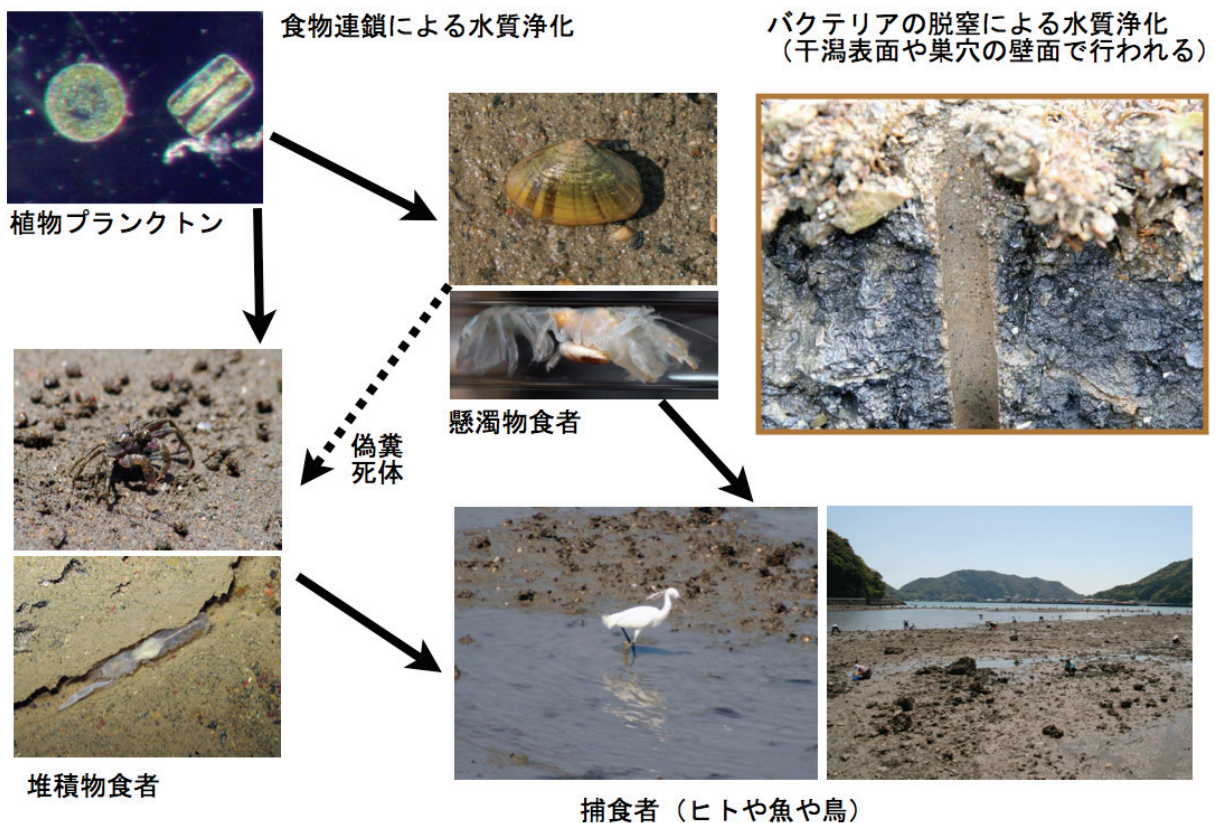 食物連鎖による水質浄化
バクテリアの脱窒による水質浄化
（干潟表面や巣穴の壁面で行われる）
植物プランクトン
懸濁物食者
偽糞
死体
堆積物食者
捕食者（ヒトや魚や鳥）